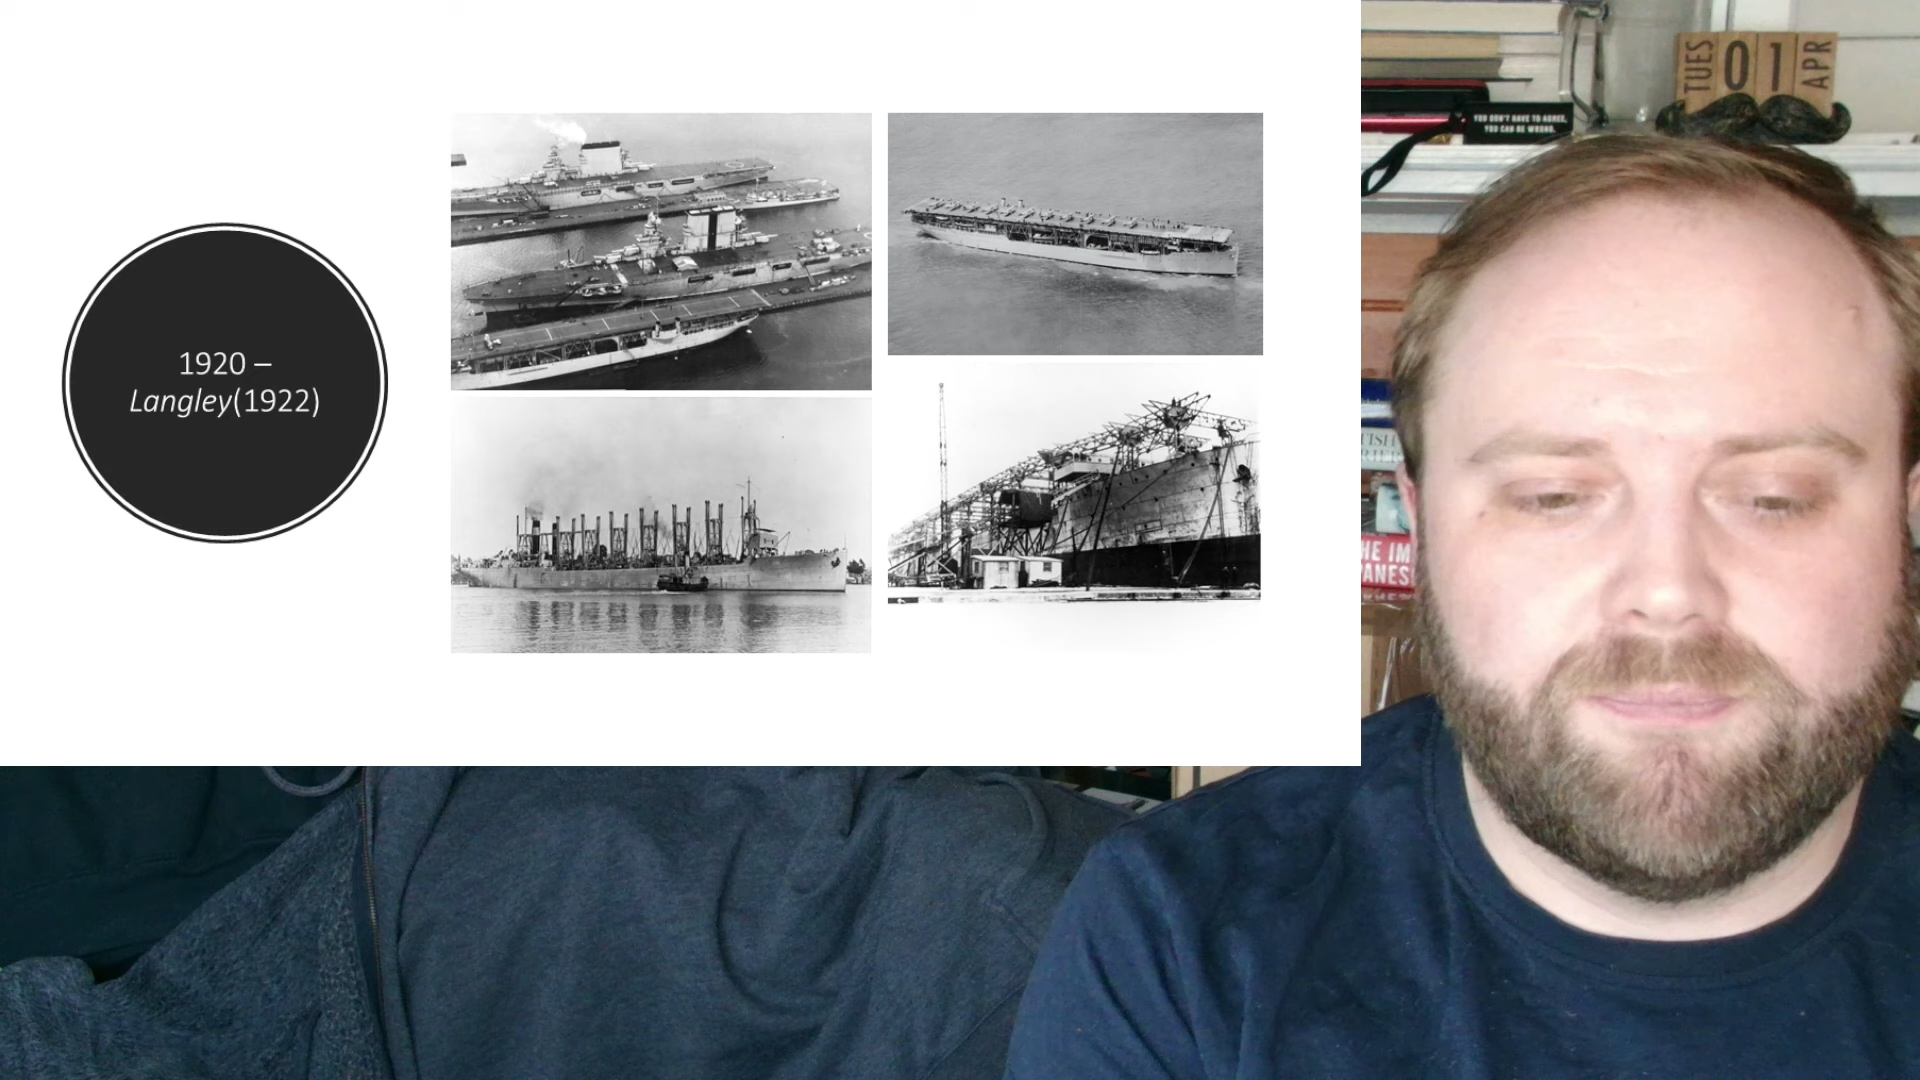 1920 –
Langley(1922)
TUES 01 APR
YOU DON'T HAVE TO AGREE,
YOU CAN BE WRONG.